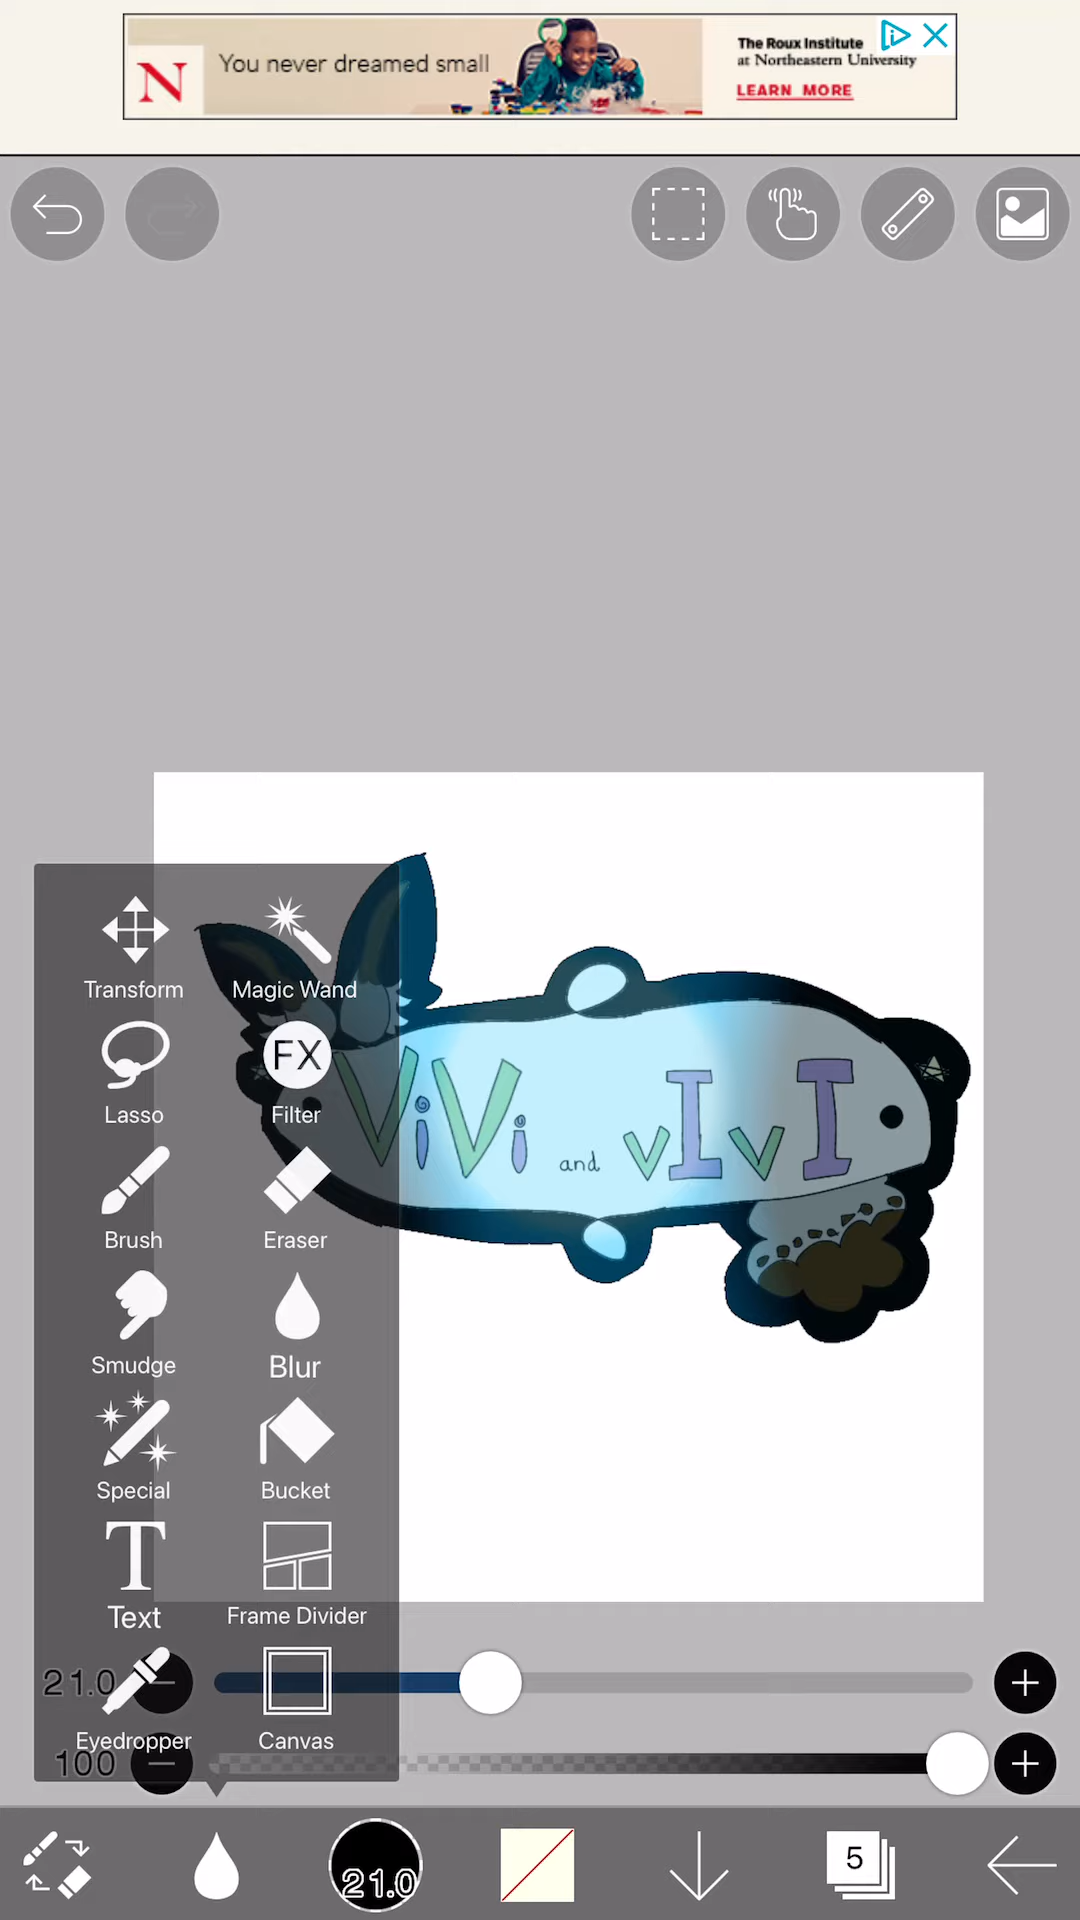 N
You never dreamed small
The Roux Institute
at Northeastern University
LEARN MORE
Transform
Magic Wand
Lasso
FX
Filter
Brush
Eraser
Smudge
Blur
Special
Bucket
T
Text
Frame Divider
Eyedropper
Canvas
ViVi and vIvI
21.0
100
21.0
5